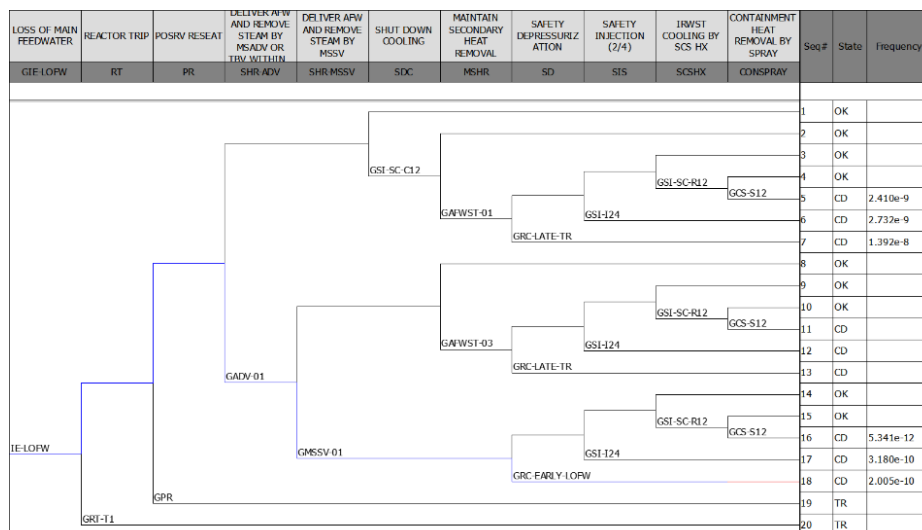 LOSS OF MAIN
FEEDWATER
REACTOR TRIP
POSRV RESEAT
DELIVER AFW
AND REMOVE
STEAM BY
MSADV OR
TBV WITHIN
DELIVER AFW
AND REMOVE
STEAM BY
MSSV
SHUT DOWN
COOLING
MAINTAIN
SECONDARY
HEAT
REMOVAL
SAFETY
DEPRESSURIZ
ATION
SAFETY
INJECTION
(2/4)
IRWST
COOLING BY
SCS HX
CONTAINMENT
HEAT
REMOVAL BY
SPRAY
Seq#
State
Frequency
GIE-LOFW
RT
PR
SHR-ADV
SHR-MSSV
SDC
MSHR
SD
SIS
SCSHX
CONSPRAY
1 OK
2 OK
3 OK
GSI-SC-C12
4 OK
GSI-SC-R12
GCS-S12
5 CD 2.410e-9
GAFWST-01
GSI-I24
6 CD 2.732e-9
GRC-LATE-TR
7 CD 1.392e-8
8 OK
9 OK
10 OK
GSI-SC-R12
GCS-S12
11 CD
GAFWST-03
GSI-I24
12 CD
GRC-LATE-TR
13 CD
GADV-01
14 OK
15 OK
GSI-SC-R12
GCS-S12
16 CD 5.341e-12
IE-LOFW
GMSSV-01
GSI-I24
17 CD 3.180e-10
GRC-EARLY-LOFW
18 CD 2.005e-10
GPR
19 TR
GRT-T1
20 TR